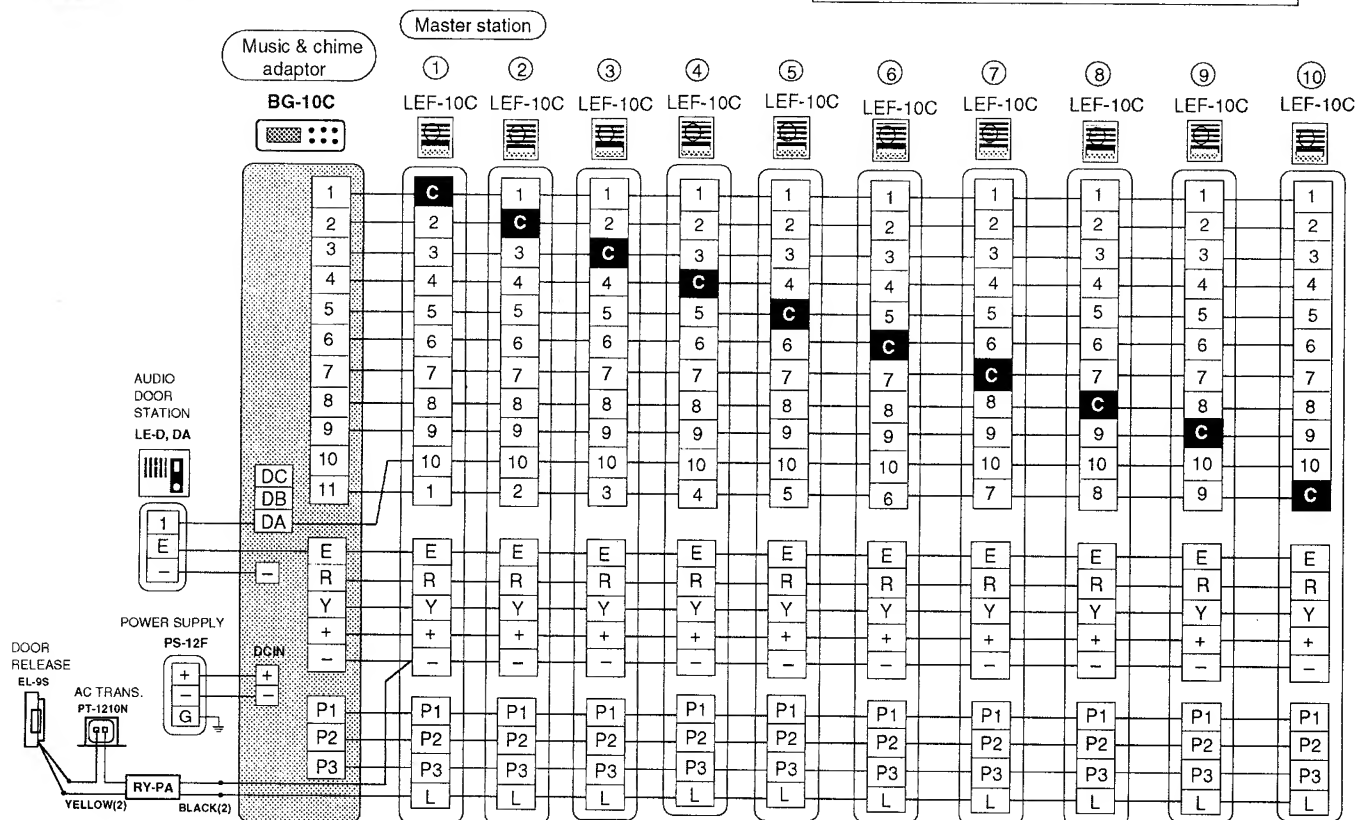 Master station
Music & chime
adaptor
BG-10C
① ② ③ ④ ⑤ ⑥ ⑦ ⑧ ⑨ ⑩
LEF-10C LEF-10C LEF-10C LEF-10C LEF-10C LEF-10C LEF-10C LEF-10C LEF-10C LEF-10C
1 C 1 1 1 1 1 1 1 1 1
2 2 C 2 2 2 2 2 2 2 2
3 3 3 C 3 3 3 3 3 3 3
4 4 4 4 C 4 4 4 4 4 4
5 5 5 5 5 C 5 5 5 5 5
6 6 6 6 6 6 C 6 6 6 6
7 7 7 7 7 7 7 C 7 7 7
8 8 8 8 8 8 8 8 C 8 8
9 9 9 9 9 9 9 9 9 C 9
10 10 10 10 10 10 10 10 10 10 10
11 1 2 3 4 5 6 7 8 9 C
AUDIO
DOOR
STATION
LE-D, DA
DC
DB
1 DA
E E E E E E E E E E E E
R R R R R R R R R R R
– –
Y Y Y Y Y Y Y Y Y Y Y
+ + + + + + + + + + +
– – – – – – – – – – –
POWER SUPPLY
PS-12F
DC IN
+ +
– –
G
DOOR
RELEASE
EL-9S
AC TRANS.
PT-1210N
P1 P1 P1 P1 P1 P1 P1 P1 P1 P1 P1
P2 P2 P2 P2 P2 P2 P2 P2 P2 P2 P2
P3 P3 P3 P3 P3 P3 P3 P3 P3 P3 P3
L L L L L L L L L L
RY-PA
YELLOW(2)
BLACK(2)